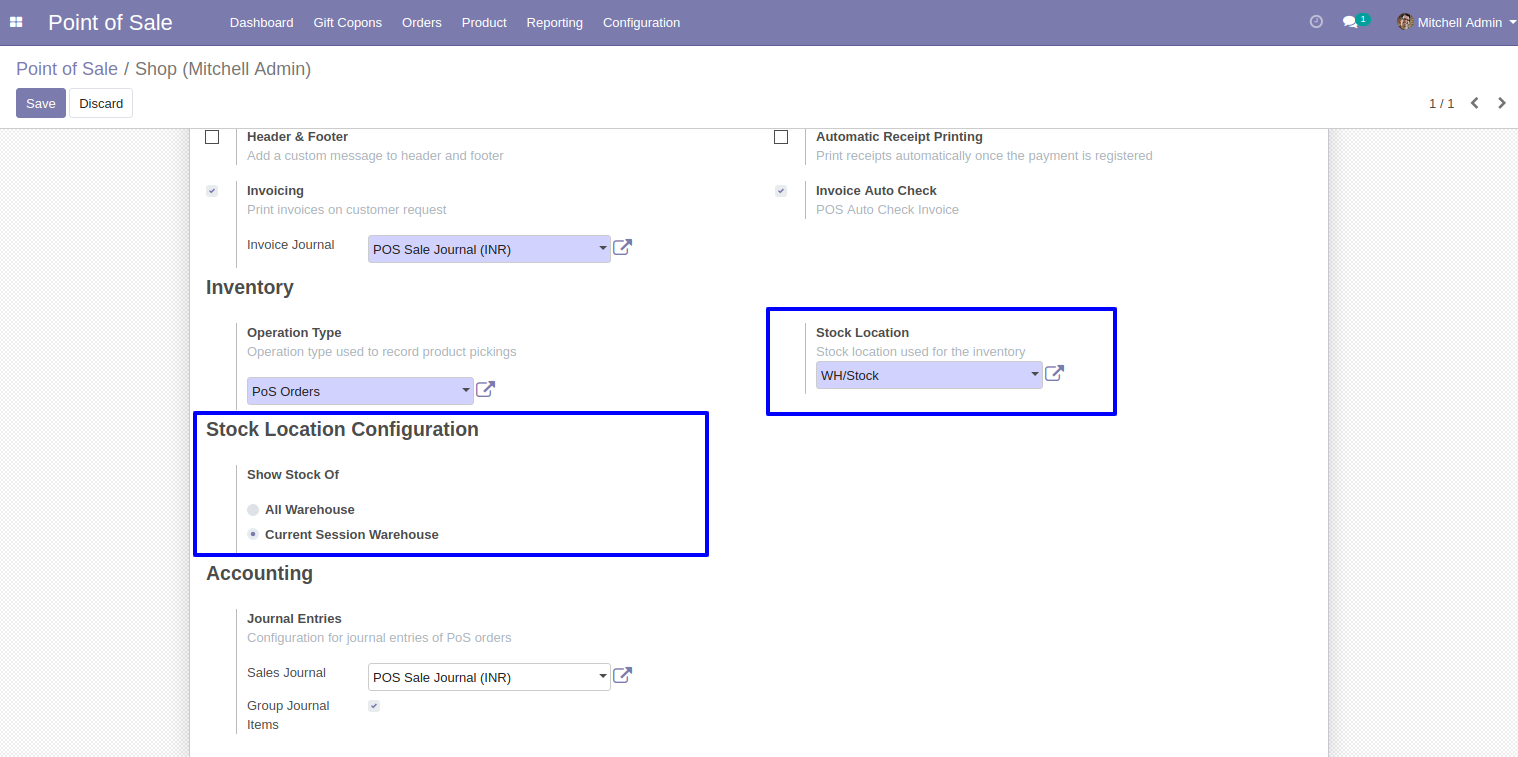 Point of Sale Dashboard Gift Copons Orders Product Reporting Configuration 1 Mitchell Admin
Point of Sale / Shop (Mitchell Admin)
Save Discard 1 / 1
Header & Footer
Add a custom message to header and footer
Automatic Receipt Printing
Print receipts automatically once the payment is registered
Invoicing
Print invoices on customer request
Invoice Journal POS Sale Journal (INR)
Invoice Auto Check
POS Auto Check Invoice
Inventory
Operation Type
Operation type used to record product pickings
PoS Orders
Stock Location
Stock location used for the inventory
WH/Stock
Stock Location Configuration
Show Stock Of
All Warehouse
Current Session Warehouse
Accounting
Journal Entries
Configuration for journal entries of PoS orders
Sales Journal POS Sale Journal (INR)
Group Journal
Items